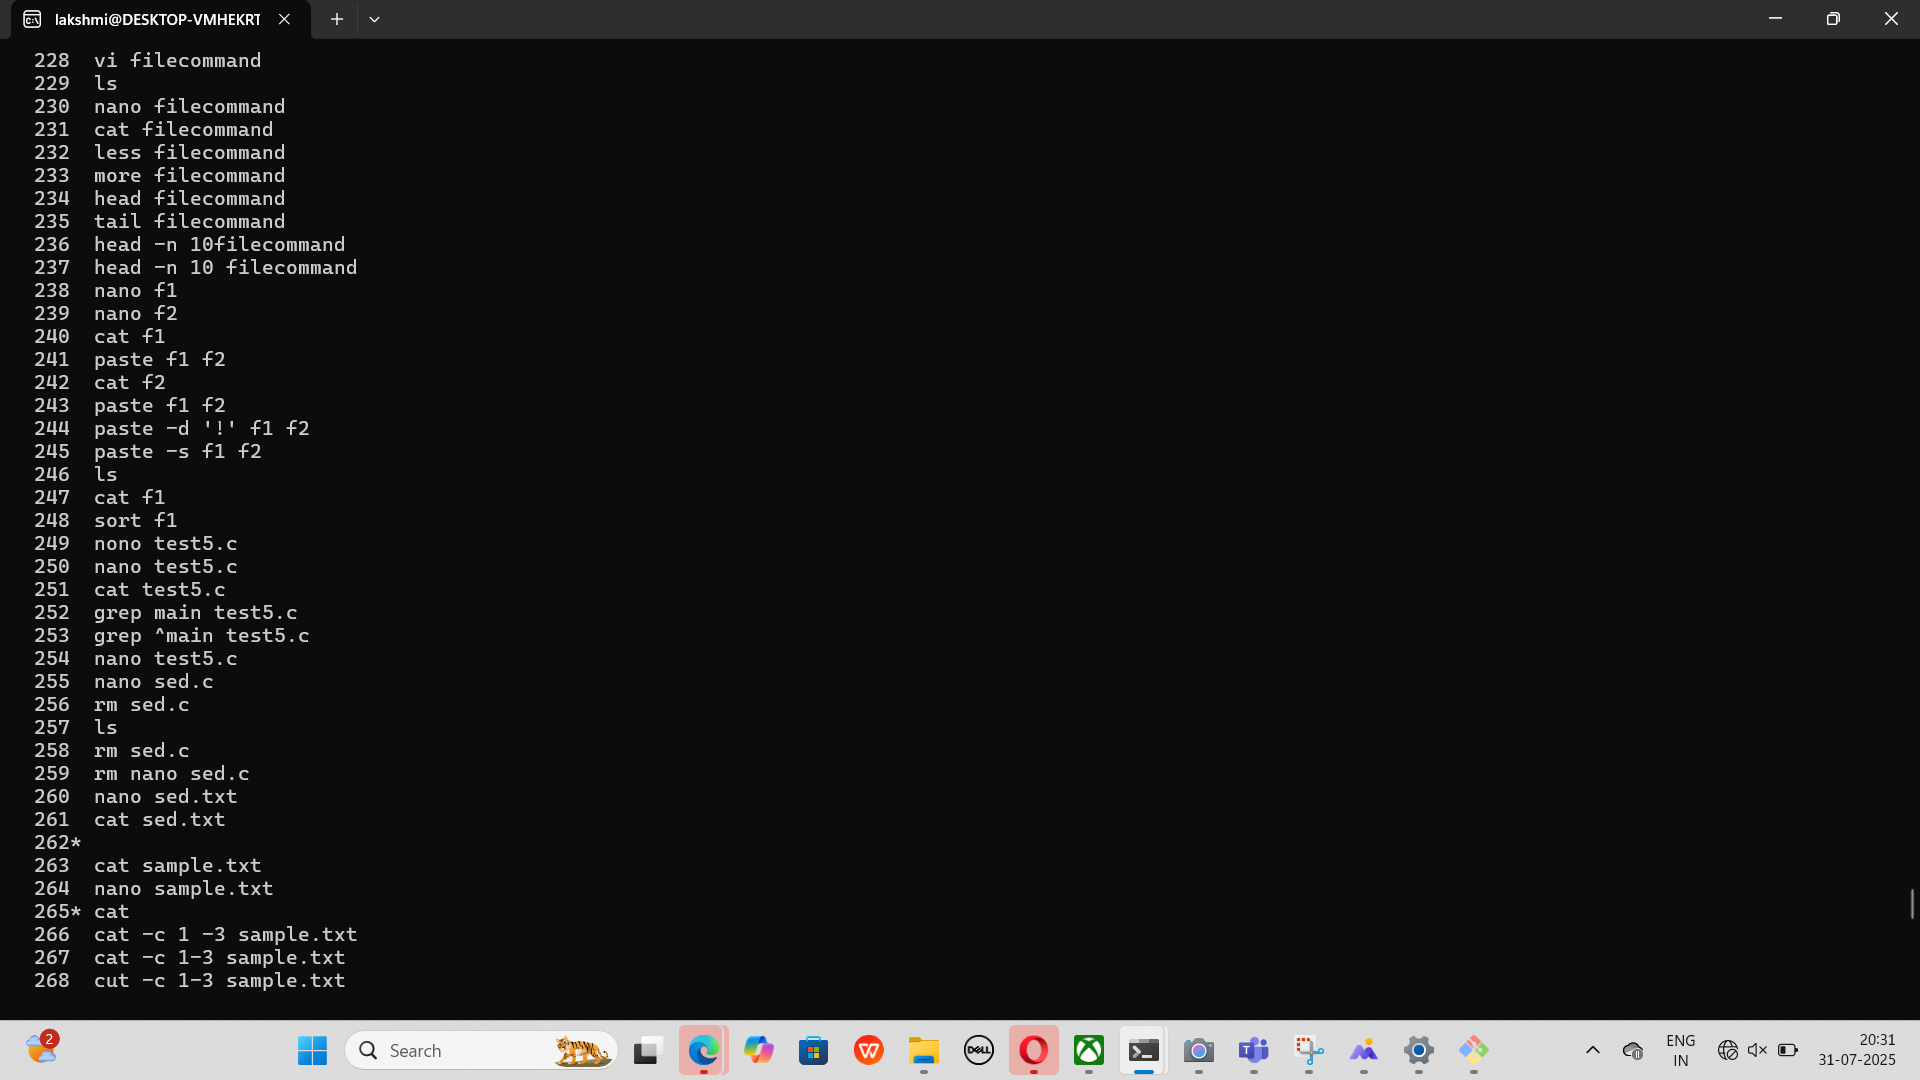 lakshmi@DESKTOP-VMHEKRT
228 vi filecommand
229 ls
230 nano filecommand
231 cat filecommand
232 less filecommand
233 more filecommand
234 head filecommand
235 tail filecommand
236 head -n 10filecommand
237 head -n 10 filecommand
238 nano f1
239 nano f2
240 cat f1
241 paste f1 f2
242 cat f2
243 paste f1 f2
244 paste -d '!' f1 f2
245 paste -s f1 f2
246 ls
247 cat f1
248 sort f1
249 nono test5.c
250 nano test5.c
251 cat test5.c
252 grep main test5.c
253 grep ^main test5.c
254 nano test5.c
255 nano sed.c
256 rm sed.c
257 ls
258 rm sed.c
259 rm nano sed.c
260 nano sed.txt
261 cat sed.txt
262*
263 cat sample.txt
264 nano sample.txt
265* cat
266 cat -c 1 -3 sample.txt
267 cat -c 1-3 sample.txt
268 cut -c 1-3 sample.txt
2
Search
DELL
ENG
IN
20:31
31-07-2025